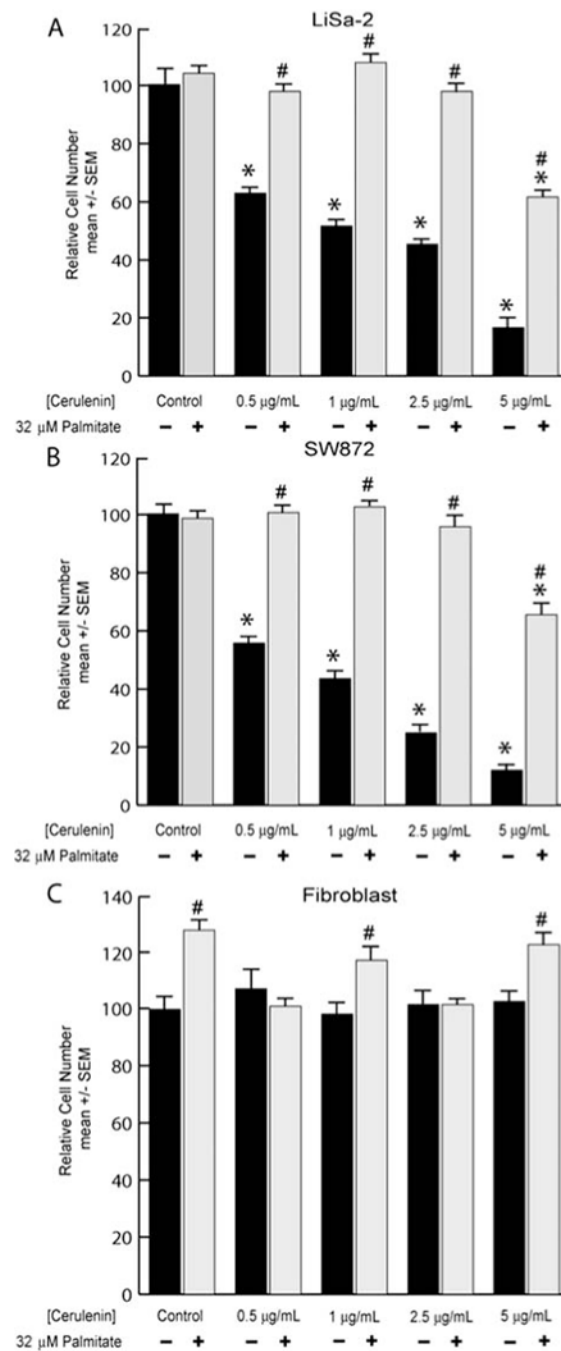 A
LiSa-2
120
100
80
60
40
20
0
Relative Cell Number
mean +/- SEM
# # # #
* * * * *
[Cerulenin] Control 0.5 µg/mL 1 µg/mL 2.5 µg/mL 5 µg/mL
32 µM Palmitate − + − + − + − + − +
B
SW872
120
100
80
60
40
20
0
Relative Cell Number
mean +/- SEM
# # # #
* * * * *
[Cerulenin] Control 0.5 µg/mL 1 µg/mL 2.5 µg/mL 5 µg/mL
32 µM Palmitate − + − + − + − + − +
C
Fibroblast
140
120
100
80
60
40
20
0
Relative Cell Number
mean +/- SEM
# # #
[Cerulenin] Control 0.5 µg/mL 1 µg/mL 2.5 µg/mL 5 µg/mL
32 µM Palmitate − + − + − + − + − +